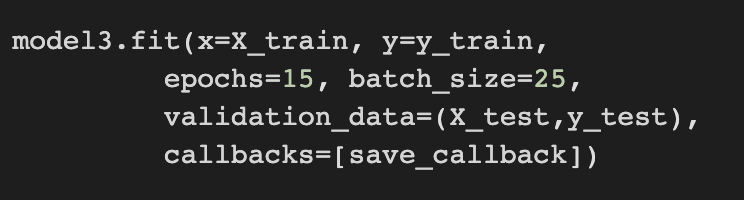 model3.fit(x=X_train, y=y_train,
epochs=15, batch_size=25,
validation_data=(X_test,y_test),
callbacks=[save_callback])